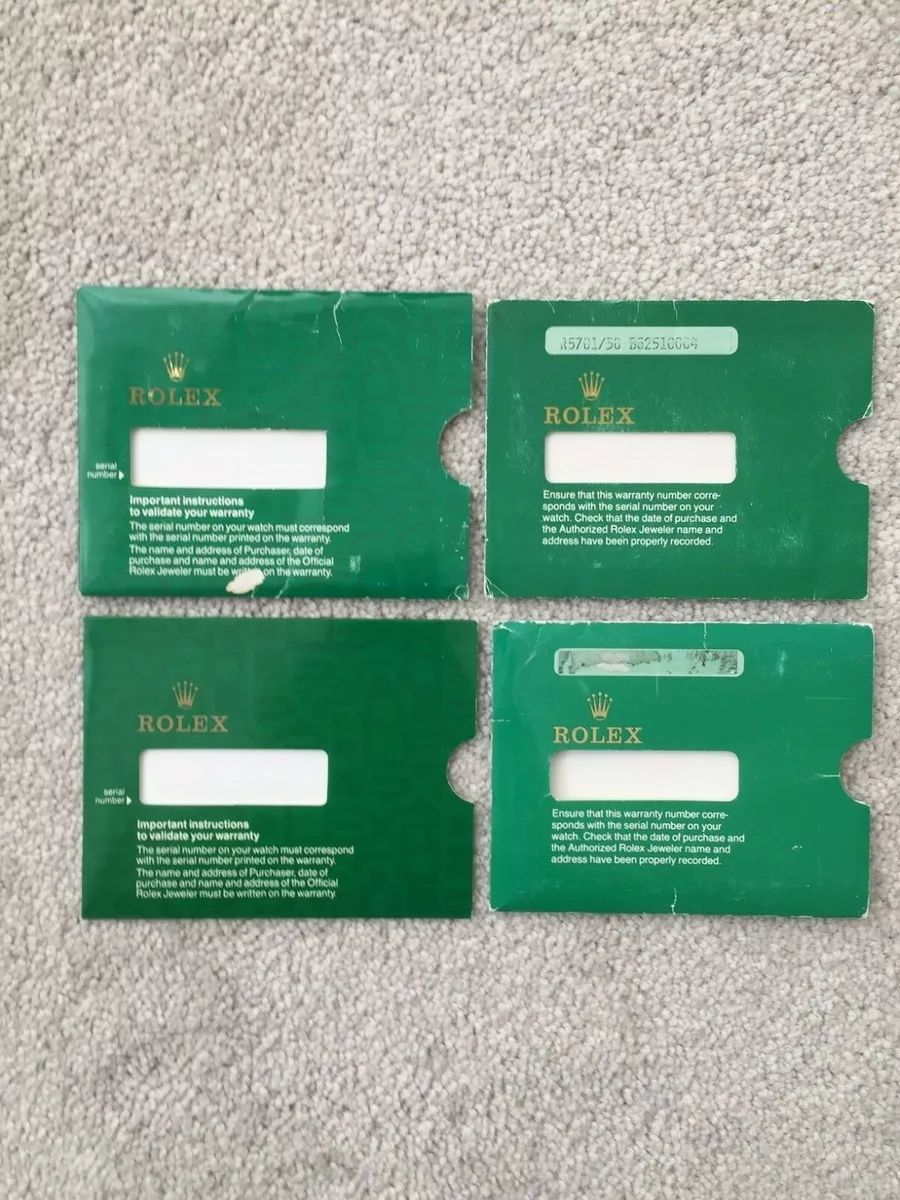 ROLEX
serial
number
Important instructions
to validate your warranty
The serial number on your watch must correspond
with the serial number printed on the warranty.
The name and address of Purchaser, date of
purchase and name and address of the Official
Rolex Jeweler must be written on the warranty.
ROLEX
Ensure that this warranty number corre-
sponds with the serial number on your
watch. Check that the date of purchase and
the Authorized Rolex Jeweler name and
address have been properly recorded.
ROLEX
serial
number
Important instructions
to validate your warranty
The serial number on your watch must correspond
with the serial number printed on the warranty.
The name and address of Purchaser, date of
purchase and name and address of the Official
Rolex Jeweler must be written on the warranty.
ROLEX
Ensure that this warranty number corre-
sponds with the serial number on your
watch. Check that the date of purchase and
the Authorized Rolex Jeweler name and
address have been properly recorded.